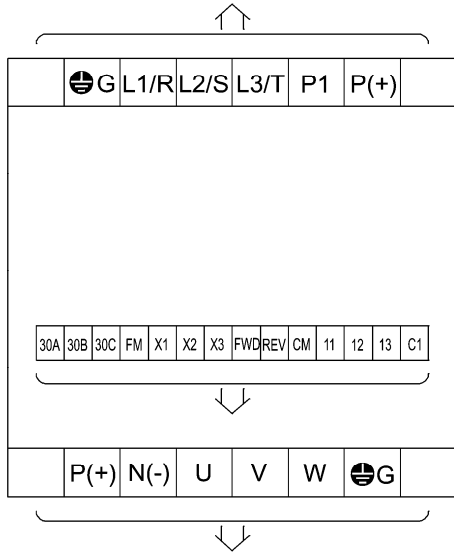 G L1/R L2/S L3/T P1 P(+)
30A 30B 30C FM X1 X2 X3 FWD REV CM 11 12 13 C1
P(+) N(-) U V W G